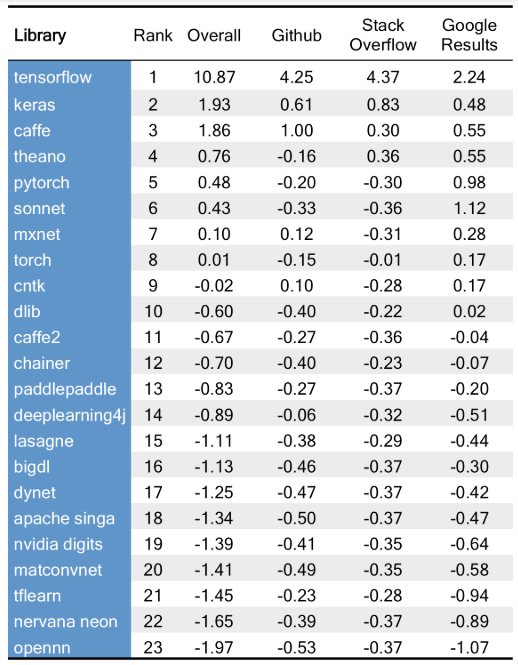 Library Rank Overall Github Stack Overflow Google Results
tensorflow 1 10.87 4.25 4.37 2.24
keras 2 1.93 0.61 0.83 0.48
caffe 3 1.86 1.00 0.30 0.55
theano 4 0.76 -0.16 0.36 0.55
pytorch 5 0.48 -0.20 -0.30 0.98
sonnet 6 0.43 -0.33 -0.36 1.12
mxnet 7 0.10 0.12 -0.31 0.28
torch 8 0.01 -0.15 -0.01 0.17
cntk 9 -0.02 0.10 -0.28 0.17
dlib 10 -0.60 -0.40 -0.22 0.02
caffe2 11 -0.67 -0.27 -0.36 -0.04
chainer 12 -0.70 -0.40 -0.23 -0.07
paddlepaddle 13 -0.83 -0.27 -0.37 -0.20
deeplearning4j 14 -0.89 -0.06 -0.32 -0.51
lasagne 15 -1.11 -0.38 -0.29 -0.44
bigdl 16 -1.13 -0.46 -0.37 -0.30
dynet 17 -1.25 -0.47 -0.37 -0.42
apache singa 18 -1.34 -0.50 -0.37 -0.47
nvidia digits 19 -1.39 -0.41 -0.35 -0.64
matconvnet 20 -1.41 -0.49 -0.35 -0.58
tflearn 21 -1.45 -0.23 -0.28 -0.94
nervana neon 22 -1.65 -0.39 -0.37 -0.89
opennn 23 -1.97 -0.53 -0.37 -1.07